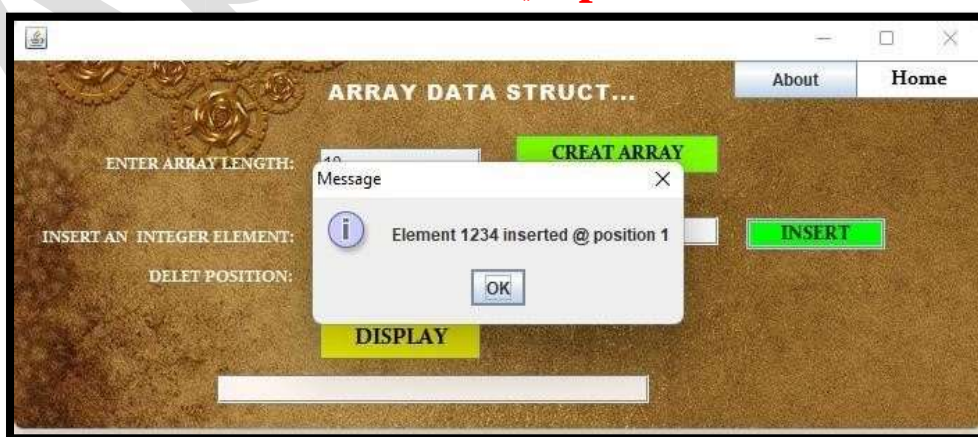 ARRAY DATA STRUCT...
About
Home
ENTER ARRAY LENGTH:
CREAT ARRAY
Message
INSERT AN INTEGER ELEMENT:
Element 1234 inserted @ position 1
INSERT
DELET POSITION:
OK
DISPLAY